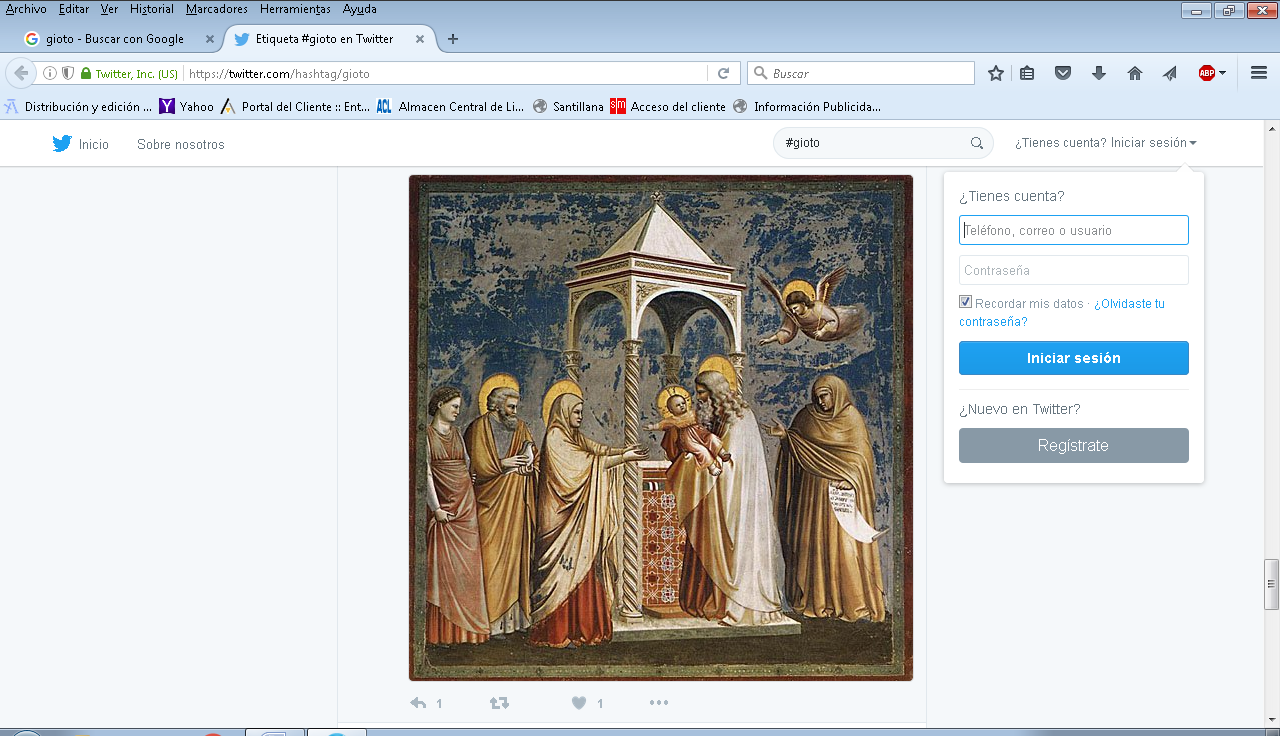 Archivo Editar Ver Historial Marcadores Herramientas Ayuda
gioto - Buscar con Google
Etiqueta #gioto en Twitter
Twitter, Inc. (US)
https://twitter.com/hashtag/gioto
Buscar
ABP
Distribución y edición ...
Yahoo
Portal del Cliente :: Ent...
ACL
Almacen Central de Li...
Santillana
sm
Acceso del cliente
Información Publicida...
Inicio
Sobre nosotros
#gioto
¿Tienes cuenta? Iniciar sesión
¿Tienes cuenta?
Teléfono, correo o usuario
Contraseña
Recordar mis datos · ¿Olvidaste tu
contraseña?
Iniciar sesión
¿Nuevo en Twitter?
Regístrate
1
1